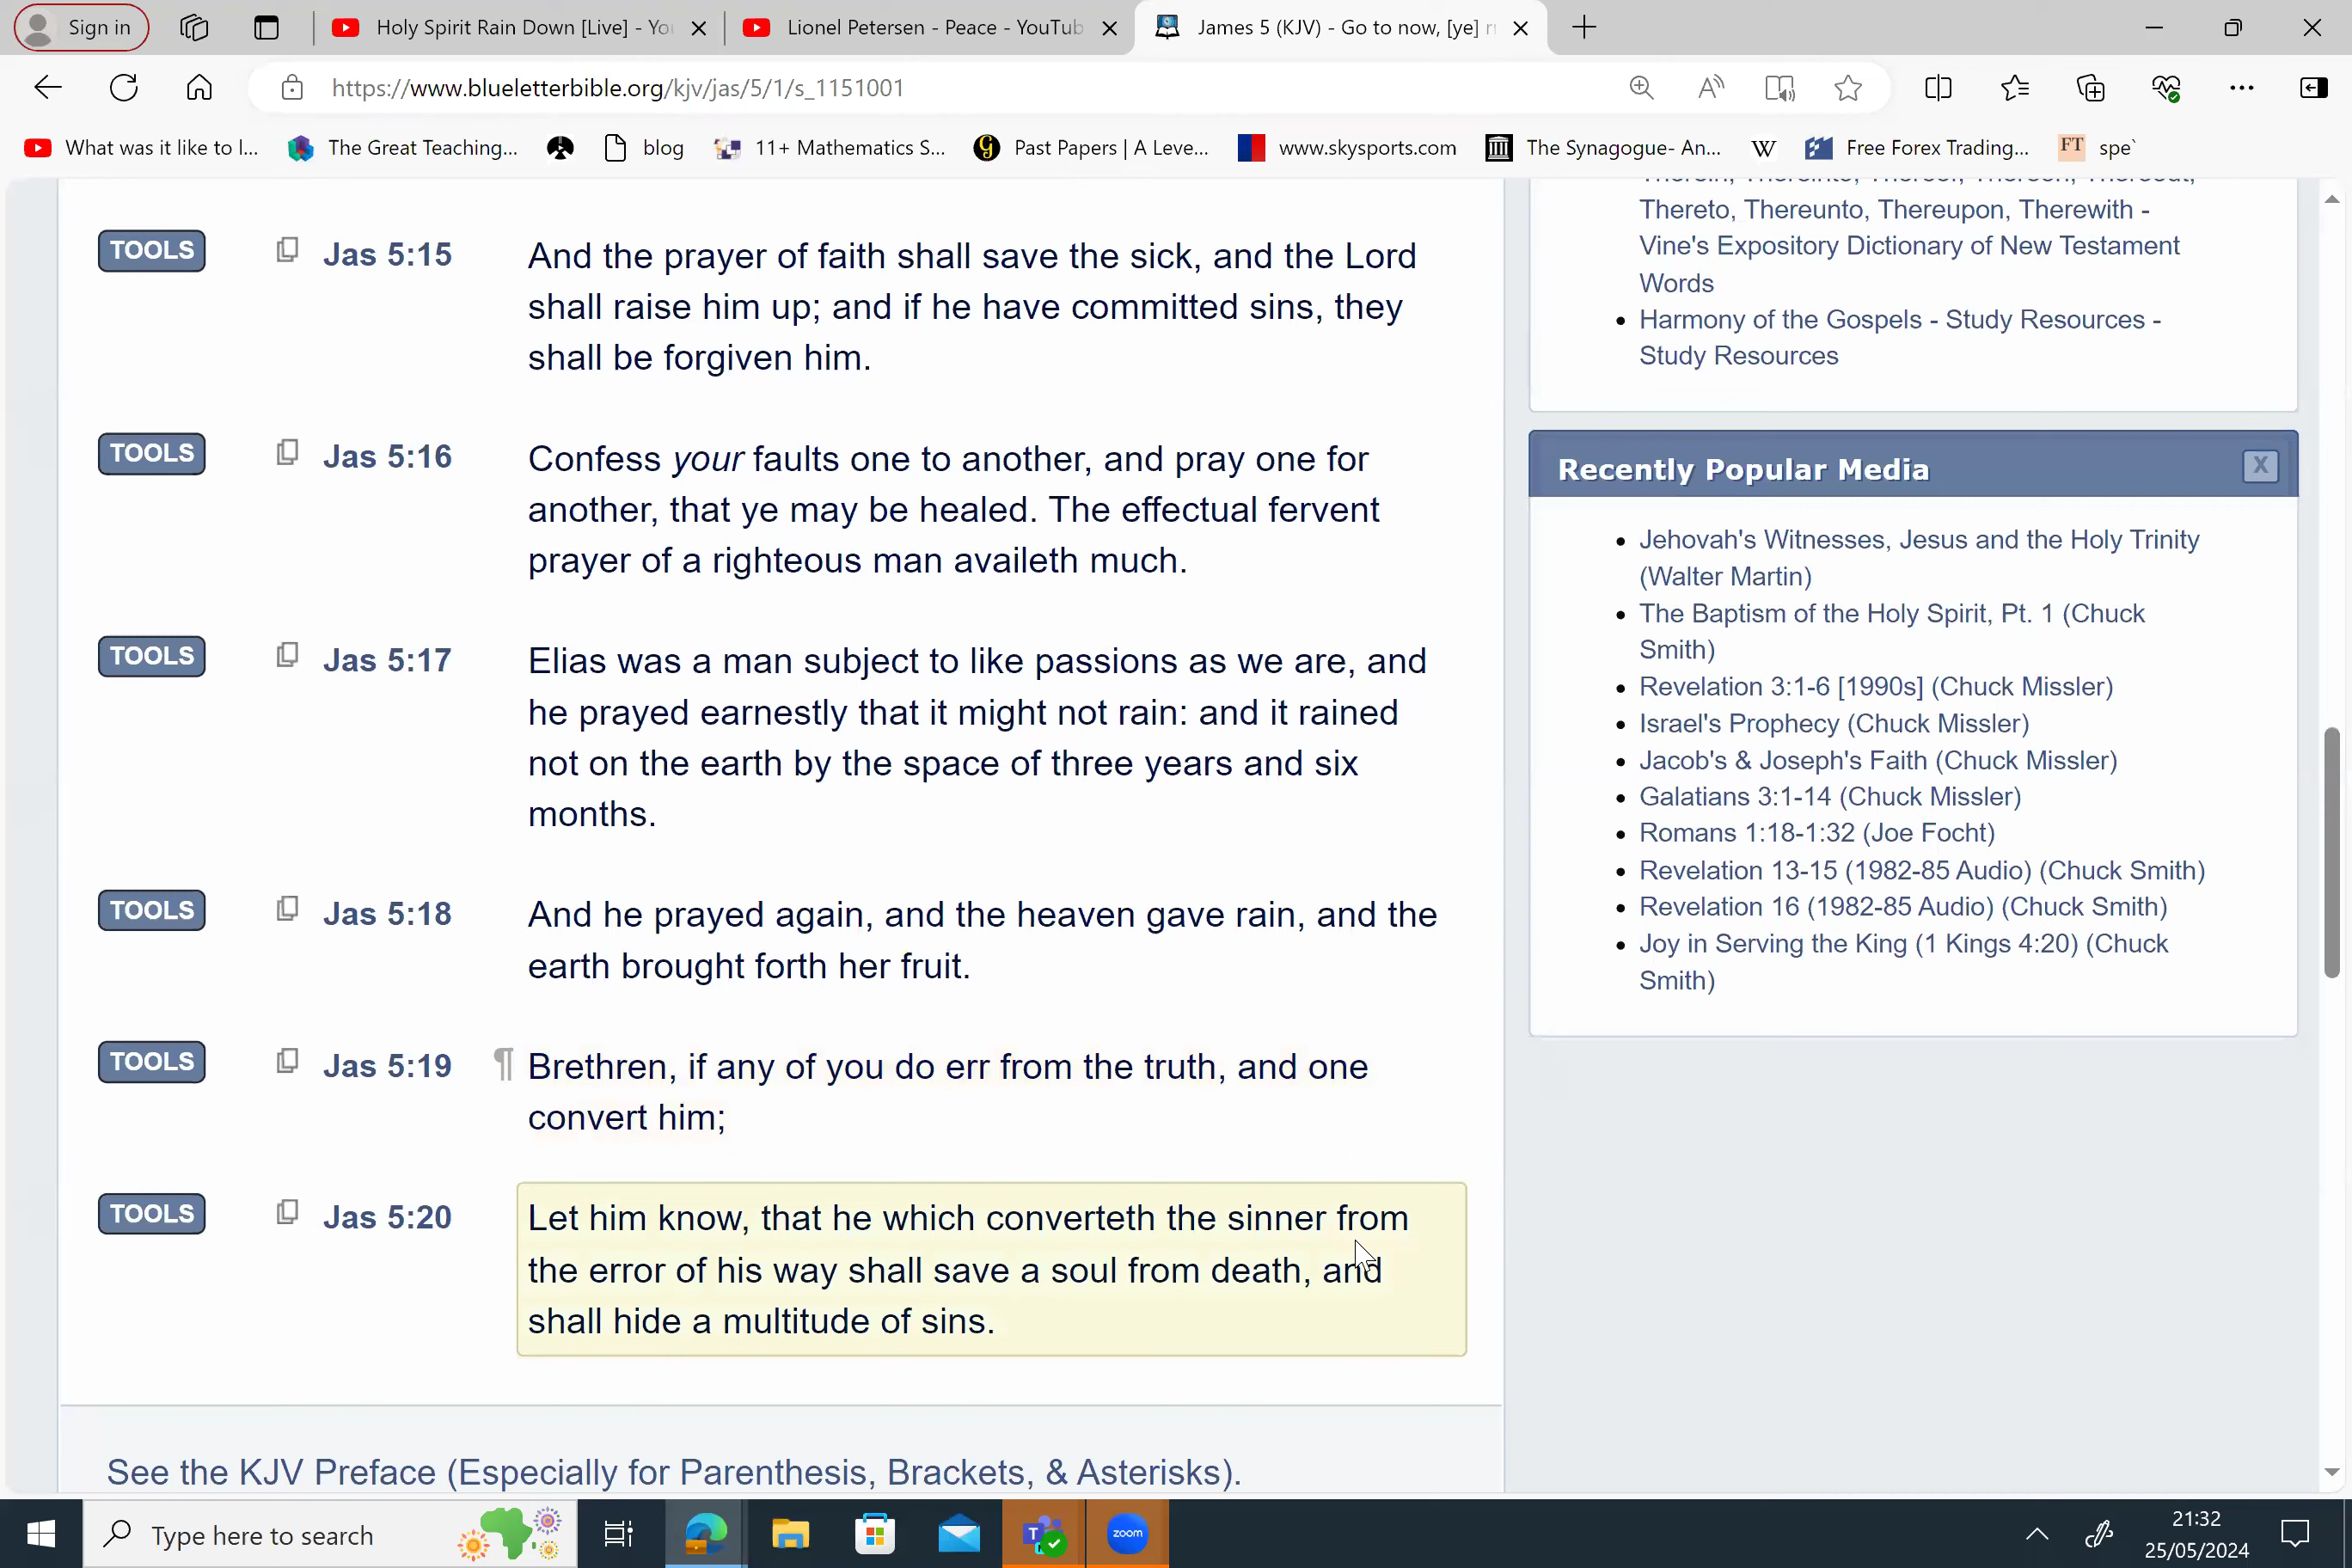 Sign in
Holy Spirit Rain Down [Live] - Yo
Lionel Petersen - Peace - YouTub
James 5 (KJV) - Go to now, [ye] r
https://www.blueletterbible.org/kjv/jas/5/1/s_1151001
What was it like to l...
The Great Teaching...
blog
11+ Mathematics S...
Past Papers | A Leve...
www.skysports.com
The Synagogue- An...
W
Free Forex Trading...
FT
spe`
TOOLS
Jas 5:15
And the prayer of faith shall save the sick, and the Lord
shall raise him up; and if he have committed sins, they
shall be forgiven him.
TOOLS
Jas 5:16
Confess your faults one to another, and pray one for
another, that ye may be healed. The effectual fervent
prayer of a righteous man availeth much.
TOOLS
Jas 5:17
Elias was a man subject to like passions as we are, and
he prayed earnestly that it might not rain: and it rained
not on the earth by the space of three years and six
months.
TOOLS
Jas 5:18
And he prayed again, and the heaven gave rain, and the
earth brought forth her fruit.
TOOLS
Jas 5:19
¶ Brethren, if any of you do err from the truth, and one
convert him;
TOOLS
Jas 5:20
Let him know, that he which converteth the sinner from
the error of his way shall save a soul from death, and
shall hide a multitude of sins.
See the KJV Preface (Especially for Parenthesis, Brackets, & Asterisks).
Therein, Thereinto, Thereof, Thereon, Thereout,
Thereto, Thereunto, Thereupon, Therewith -
Vine's Expository Dictionary of New Testament
Words
Harmony of the Gospels - Study Resources -
Study Resources
Recently Popular Media
X
Jehovah's Witnesses, Jesus and the Holy Trinity
(Walter Martin)
The Baptism of the Holy Spirit, Pt. 1 (Chuck
Smith)
Revelation 3:1-6 [1990s] (Chuck Missler)
Israel's Prophecy (Chuck Missler)
Jacob's & Joseph's Faith (Chuck Missler)
Galatians 3:1-14 (Chuck Missler)
Romans 1:18-1:32 (Joe Focht)
Revelation 13-15 (1982-85 Audio) (Chuck Smith)
Revelation 16 (1982-85 Audio) (Chuck Smith)
Joy in Serving the King (1 Kings 4:20) (Chuck
Smith)
Type here to search
T
zoom
21:32
25/05/2024